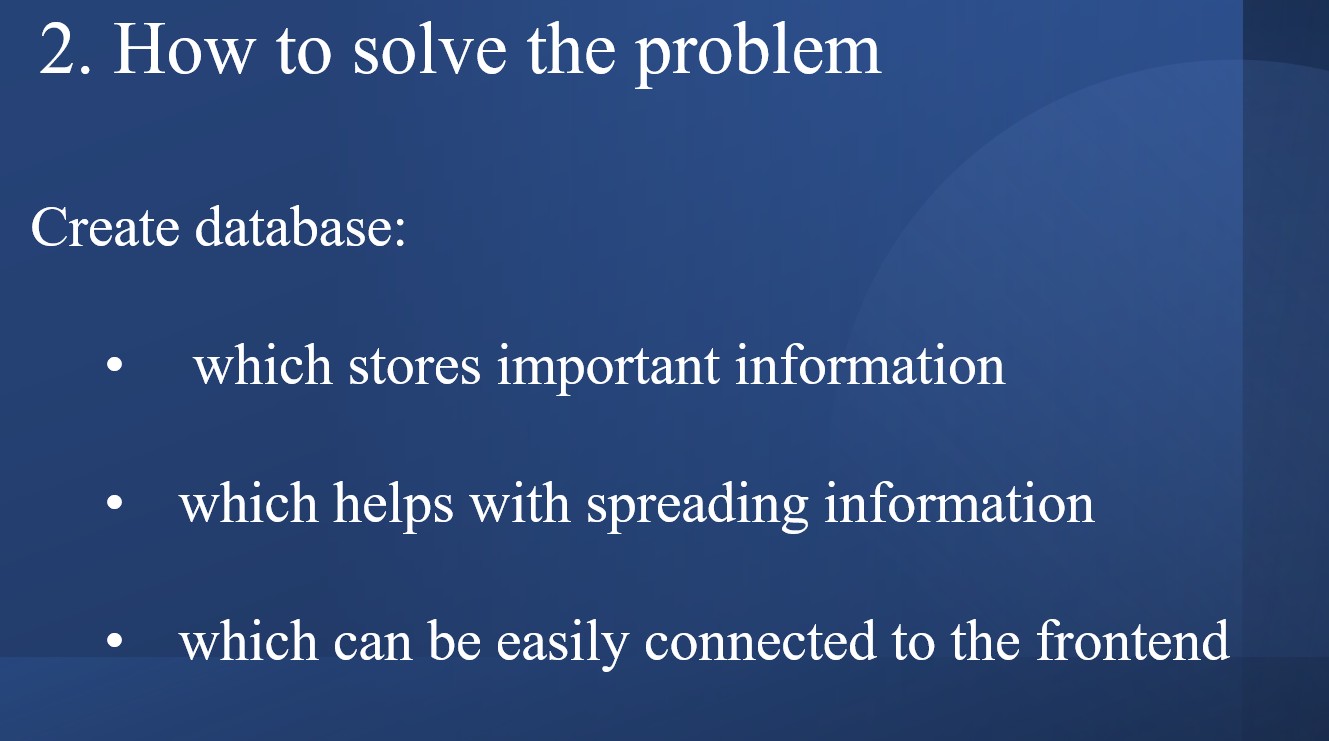 2. How to solve the problem
Create database:
• which stores important information
• which helps with spreading information
• which can be easily connected to the frontend